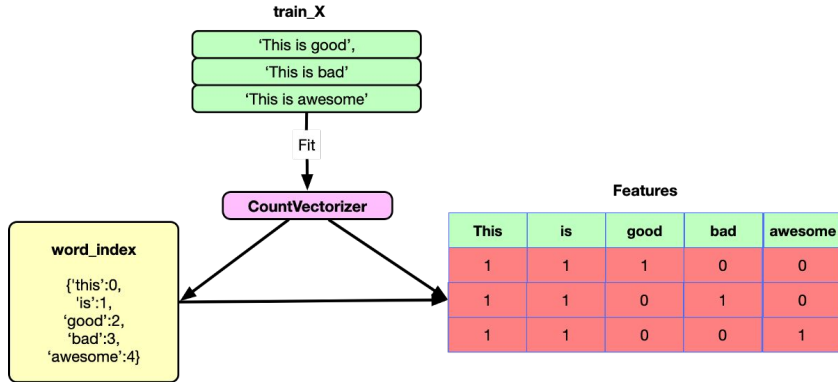 train_X
‘This is good’,
‘This is bad’
‘This is awesome’
Fit
CountVectorizer
word_index
{'this':0,
'is':1,
‘good’:2,
‘bad’:3,
‘awesome’:4}
Features
This is good bad awesome
1 1 1 0 0
1 1 0 1 0
1 1 0 0 1